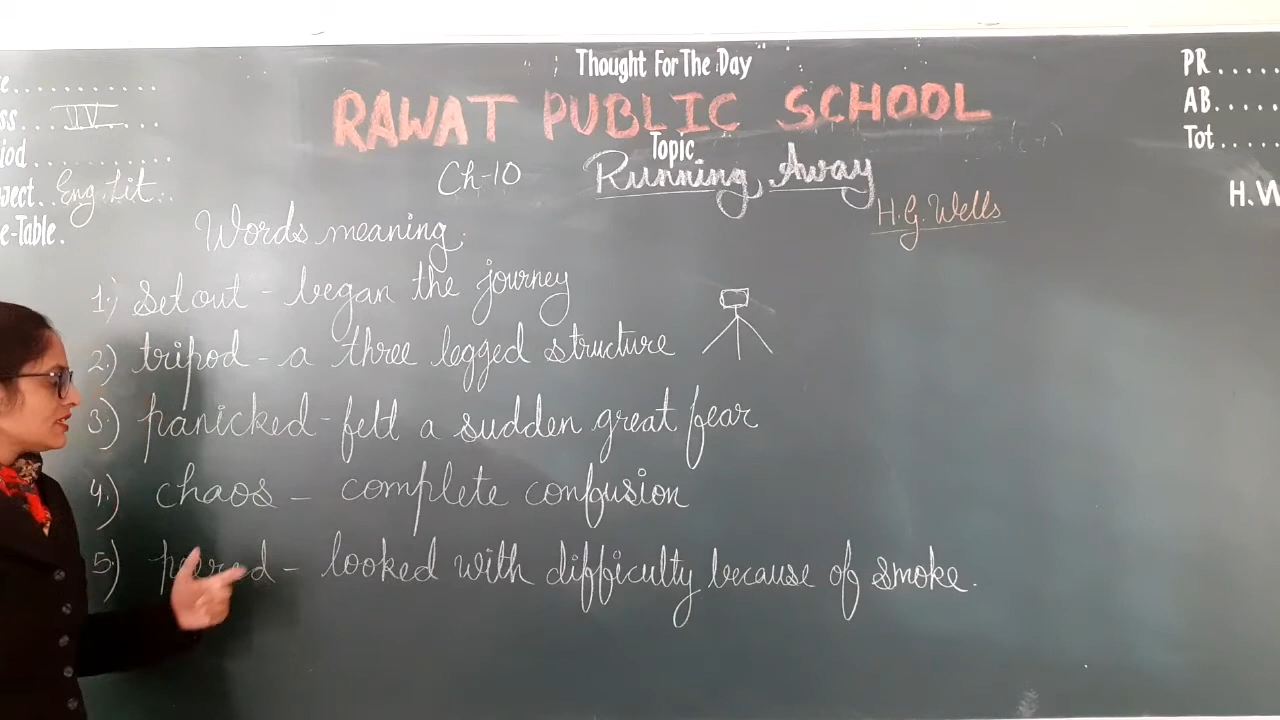 Thought For The Day
RAWAT PUBLIC SCHOOL
Topic
Ch-10 Running Away
H.G. Wells
IV
Eng. Lit.
e-Table.
PR
AB
Tot
H.W
Words meaning
1.) Set out - began the journey
2.) tripod - a three legged structure
3.) panicked - felt a sudden great fear
4.) chaos - complete confusion
5) peered - looked with difficulty because of smoke.